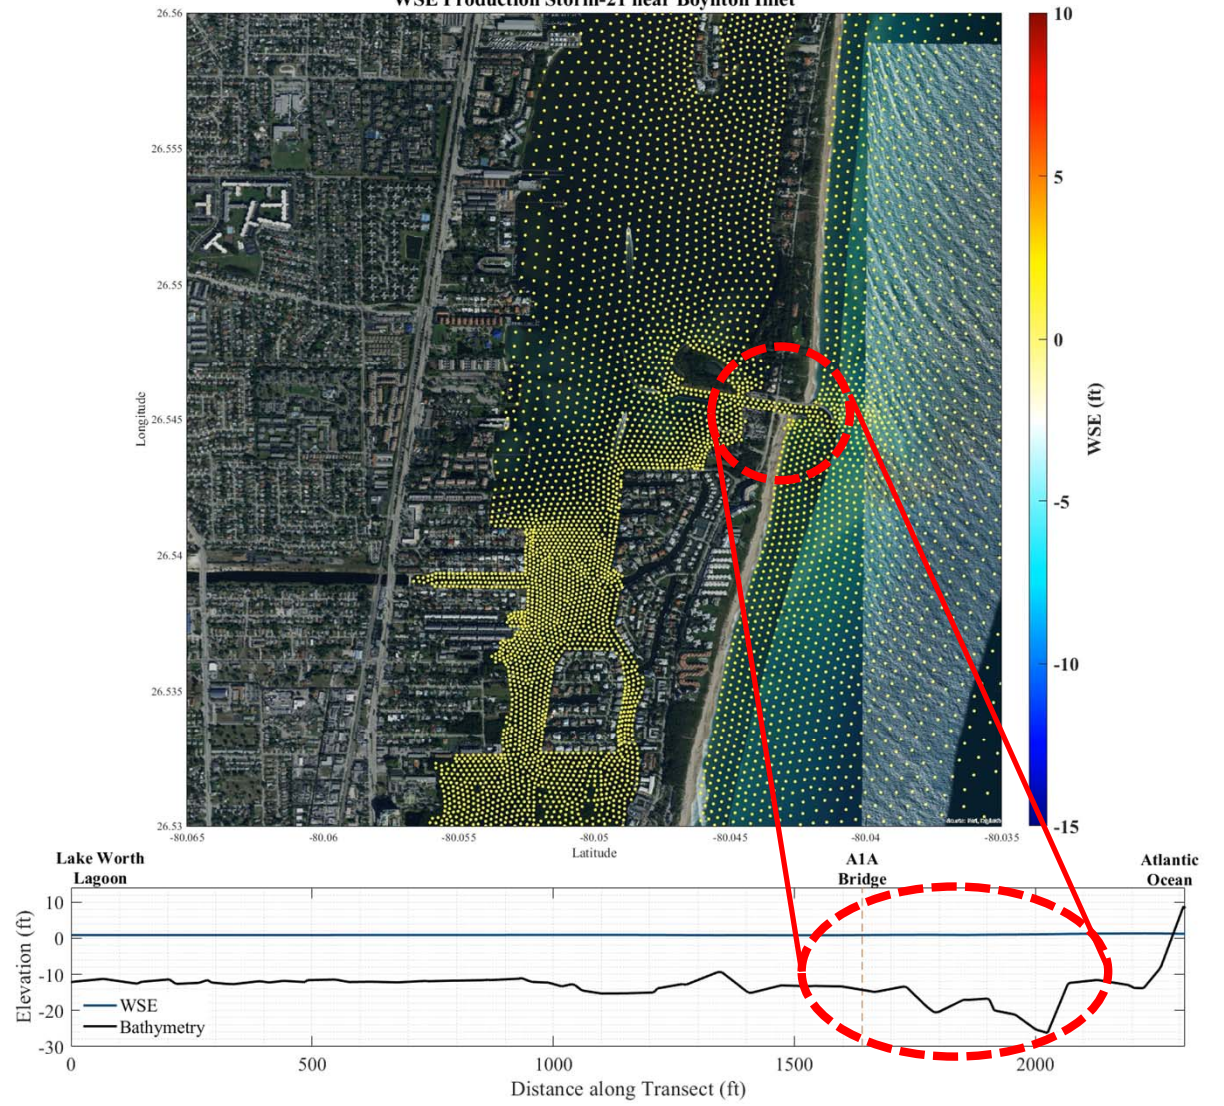 WSE Production Storm-21 near Boynton Inlet
26.56
26.555
26.55
26.545
26.54
26.535
26.53
Longitude
-80.065
-80.06
-80.055
-80.05
-80.045
-80.04
-80.035
Latitude
10
5
0
-5
-10
-15
WSE (ft)
Lake Worth
Lagoon
A1A
Bridge
Atlantic
Ocean
10
0
-10
-20
-30
Elevation (ft)
WSE
Bathymetry
0
500
1000
1500
2000
Distance along Transect (ft)